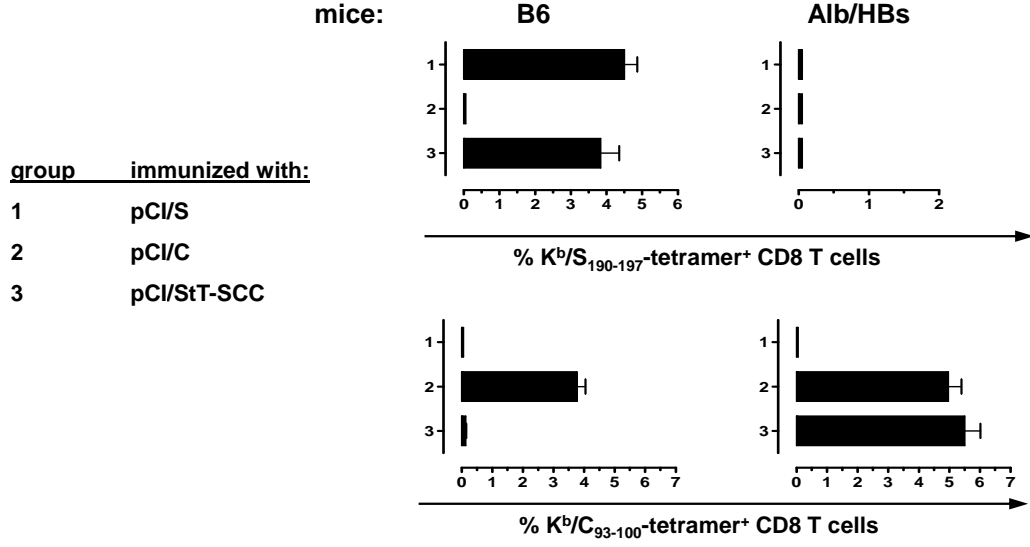 mice: B6 Alb/HBs
1
2
3
0 1 2 3 4 5 6
1
2
3
0 1 2
% Kᵇ/S₁₉₀₋₁₉₇-tetramer⁺ CD8 T cells
group immunized with:
1 pCI/S
2 pCI/C
3 pCI/StT-SCC
1
2
3
0 1 2 3 4 5 6 7
1
2
3
0 1 2 3 4 5 6 7
% Kᵇ/C₉₃₋₁₀₀-tetramer⁺ CD8 T cells